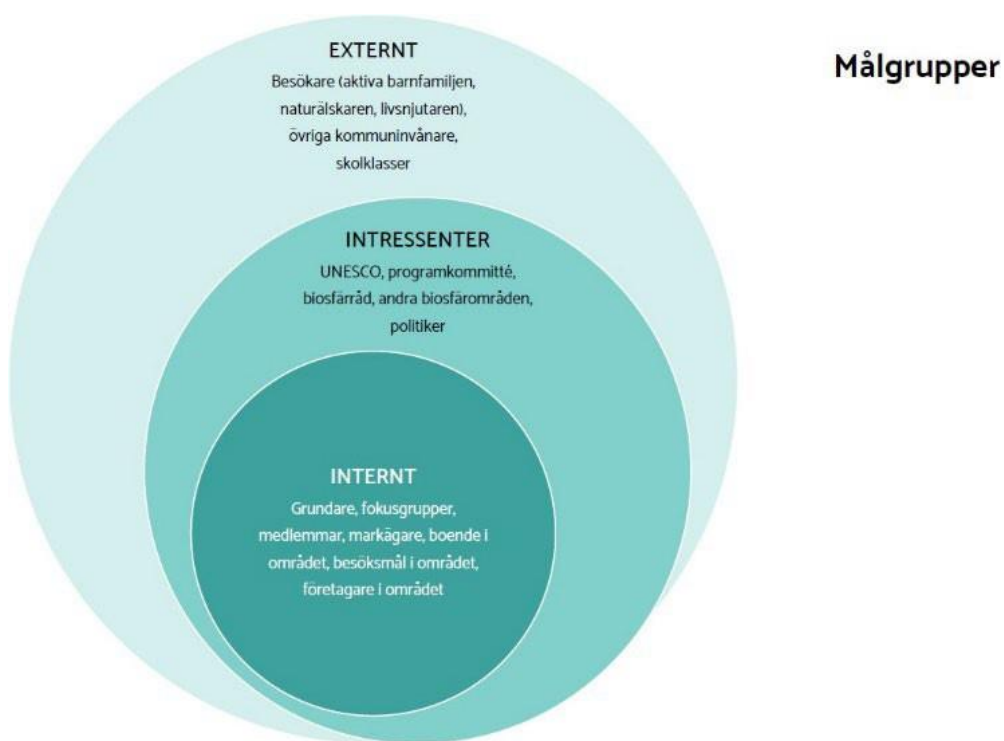 Målgrupper
EXTERNT
Besökare (aktiva barnfamiljen,
naturälskaren, livsnjutaren),
övriga kommuninvånare,
skolklasser
INTRESSENTER
UNESCO, programkommitté,
biosfärråd, andra biosfärområden,
politiker
INTERNT
Grundare, fokusgrupper,
medlemmar, markägare, boende i
området, besöksmål i området,
företagare i området